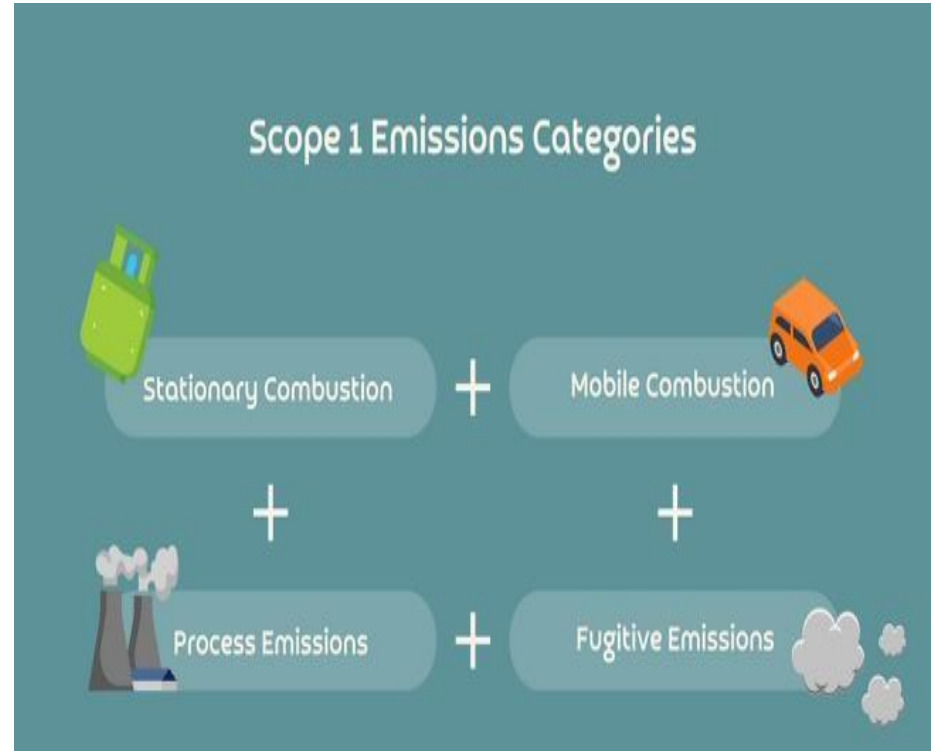 Scope 1 Emissions Categories
Stationary Combustion + Mobile Combustion
+ +
Process Emissions + Fugitive Emissions